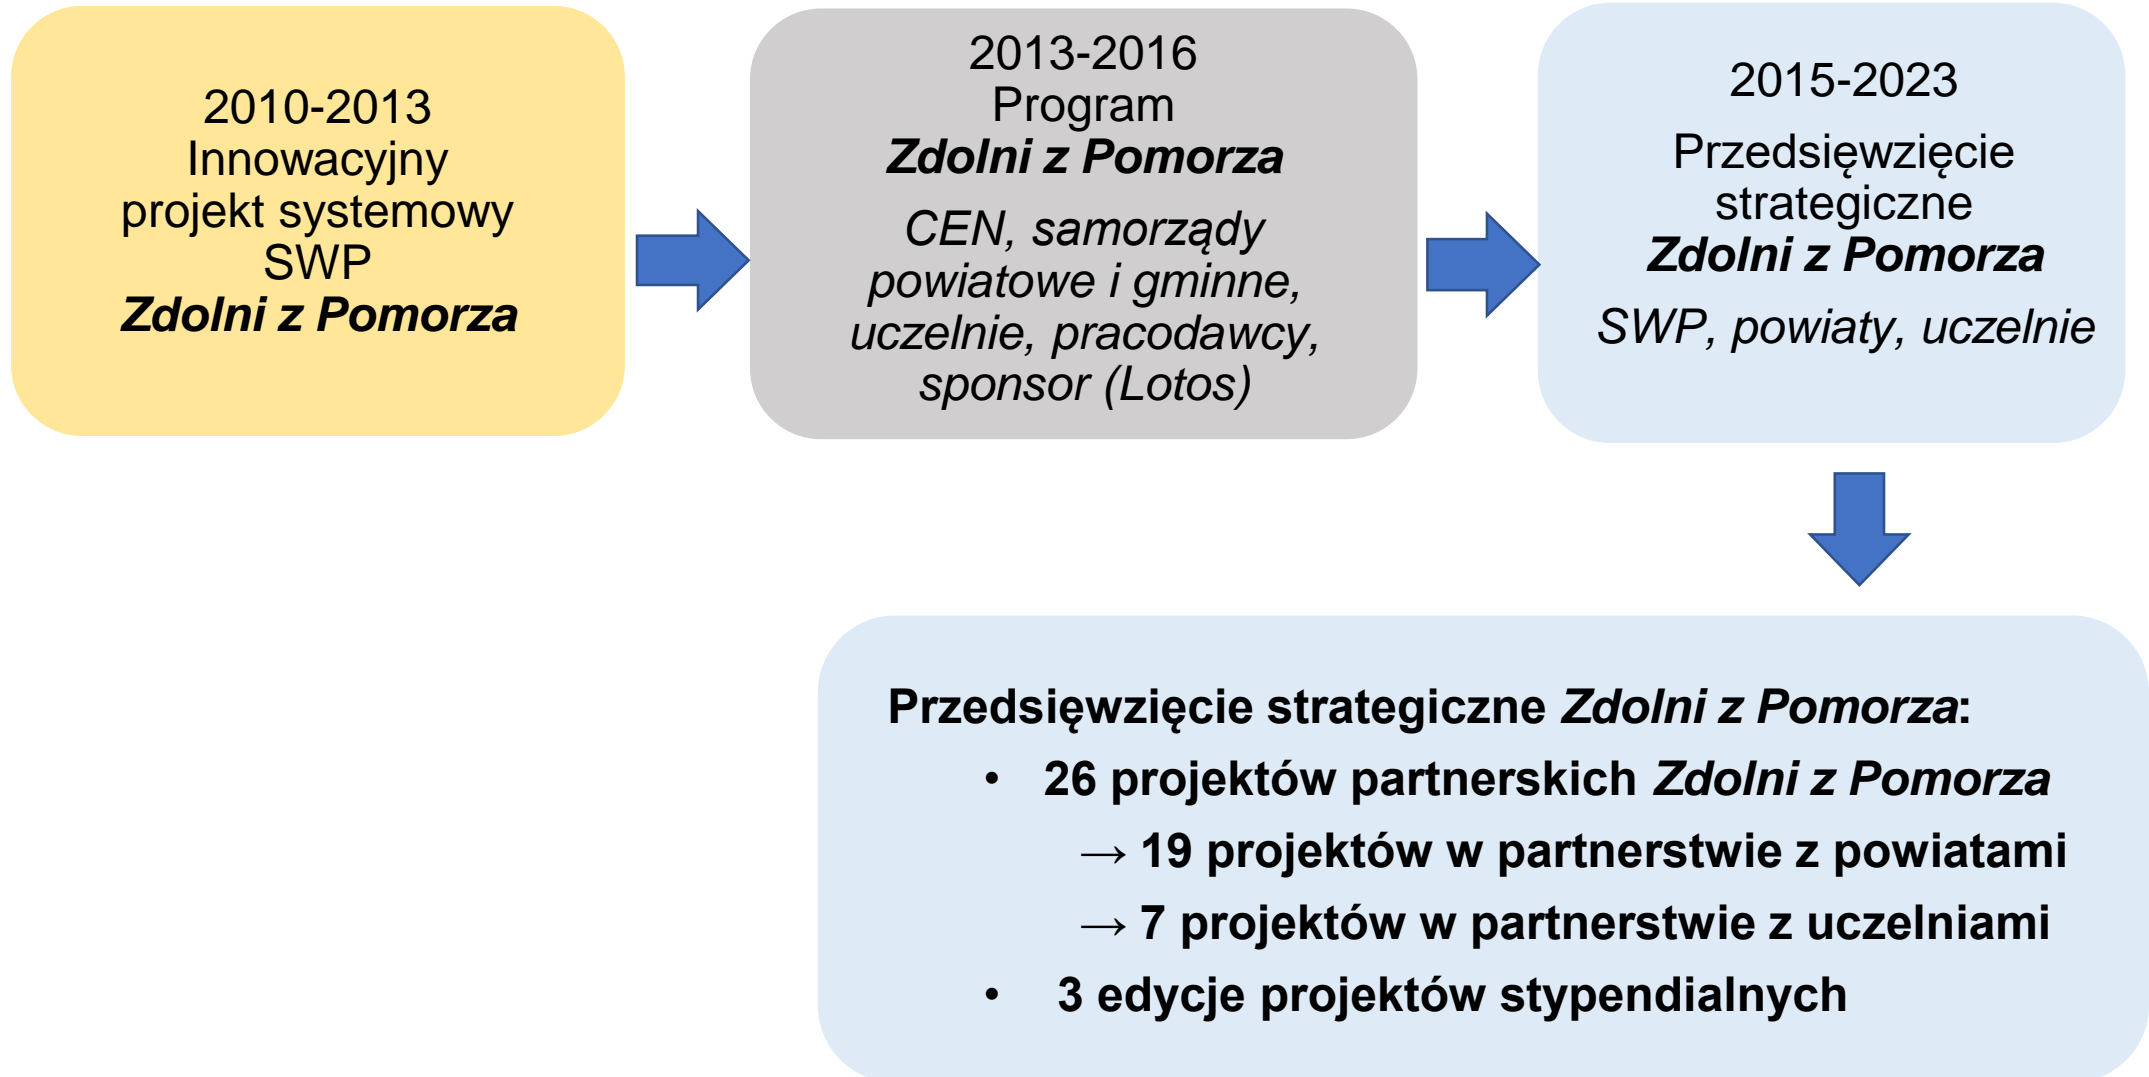 2010-2013
Innowacyjny
projekt systemowy
SWP
Zdolni z Pomorza
2013-2016
Program
Zdolni z Pomorza
CEN, samorządy
powiatowe i gminne,
uczelnie, pracodawcy,
sponsor (Lotos)
2015-2023
Przedsięwzięcie
strategiczne
Zdolni z Pomorza
SWP, powiaty, uczelnie
Przedsięwzięcie strategiczne Zdolni z Pomorza:
• 26 projektów partnerskich Zdolni z Pomorza
→ 19 projektów w partnerstwie z powiatami
→ 7 projektów w partnerstwie z uczelniami
• 3 edycje projektów stypendialnych